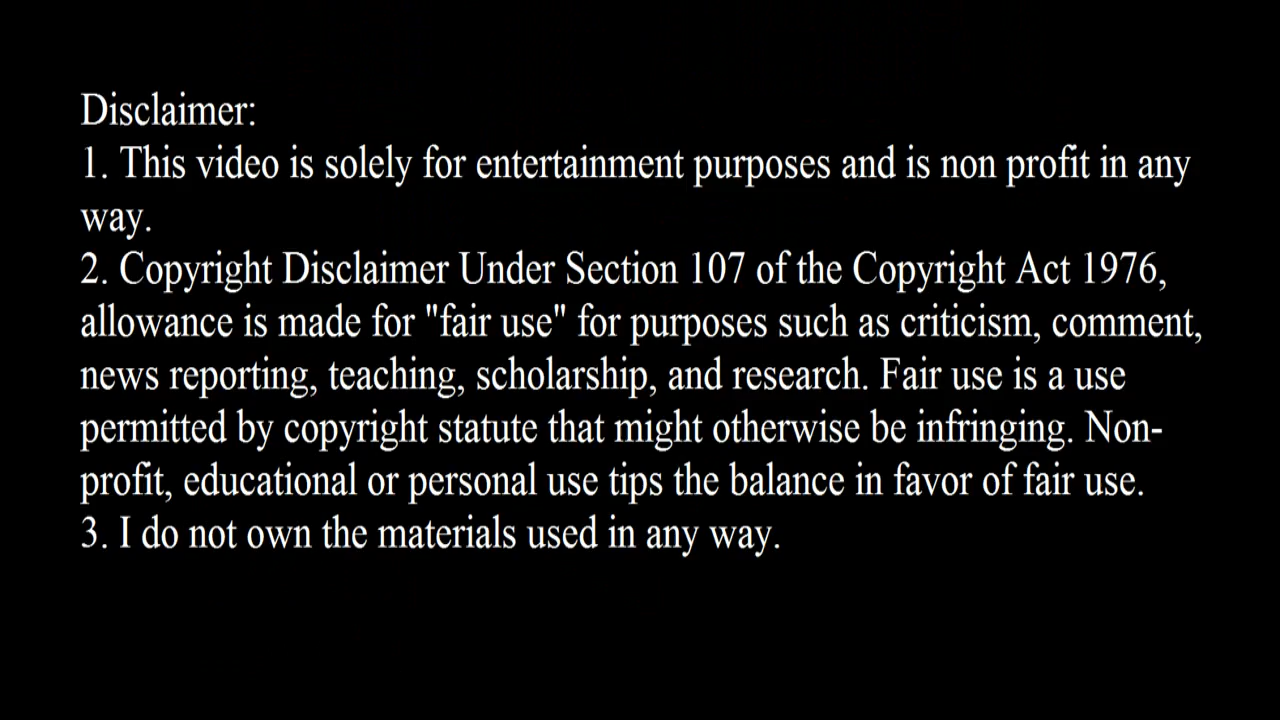 Disclaimer:
1. This video is solely for entertainment purposes and is non profit in any
way.
2. Copyright Disclaimer Under Section 107 of the Copyright Act 1976,
allowance is made for "fair use" for purposes such as criticism, comment,
news reporting, teaching, scholarship, and research. Fair use is a use
permitted by copyright statute that might otherwise be infringing. Non-
profit, educational or personal use tips the balance in favor of fair use.
3. I do not own the materials used in any way.